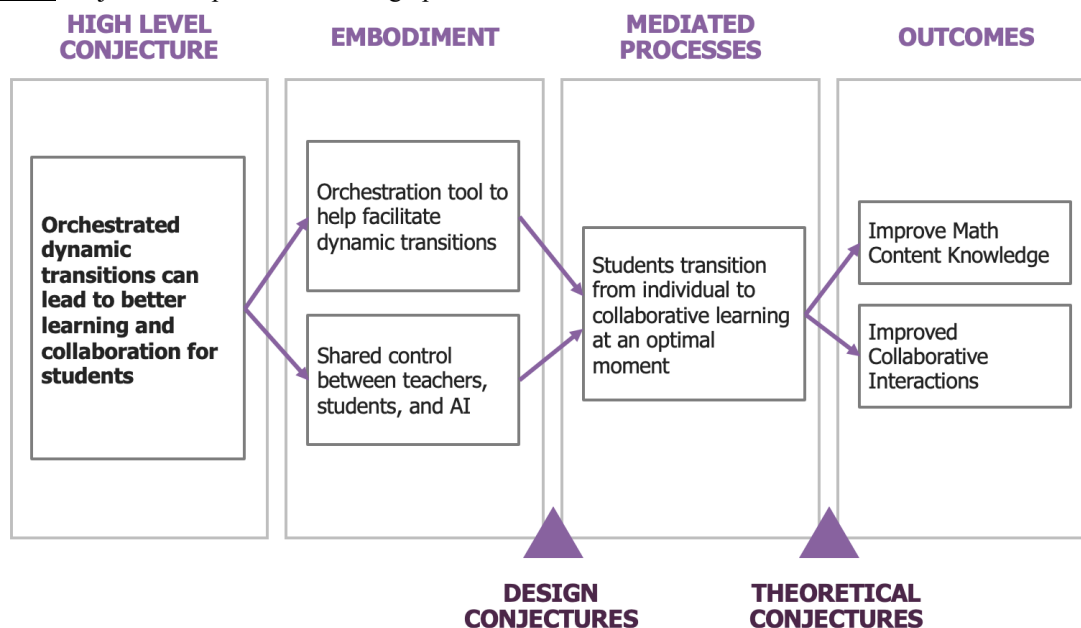 HIGH LEVEL
CONJECTURE
EMBODIMENT
MEDIATED
PROCESSES
OUTCOMES
Orchestrated
dynamic
transitions can
lead to better
learning and
collaboration for
students
Orchestration tool to
help facilitate
dynamic transitions
Shared control
between teachers,
students, and AI
Students transition
from individual to
collaborative learning
at an optimal
moment
Improve Math
Content Knowledge
Improved
Collaborative
Interactions
DESIGN
CONJECTURES
THEORETICAL
CONJECTURES